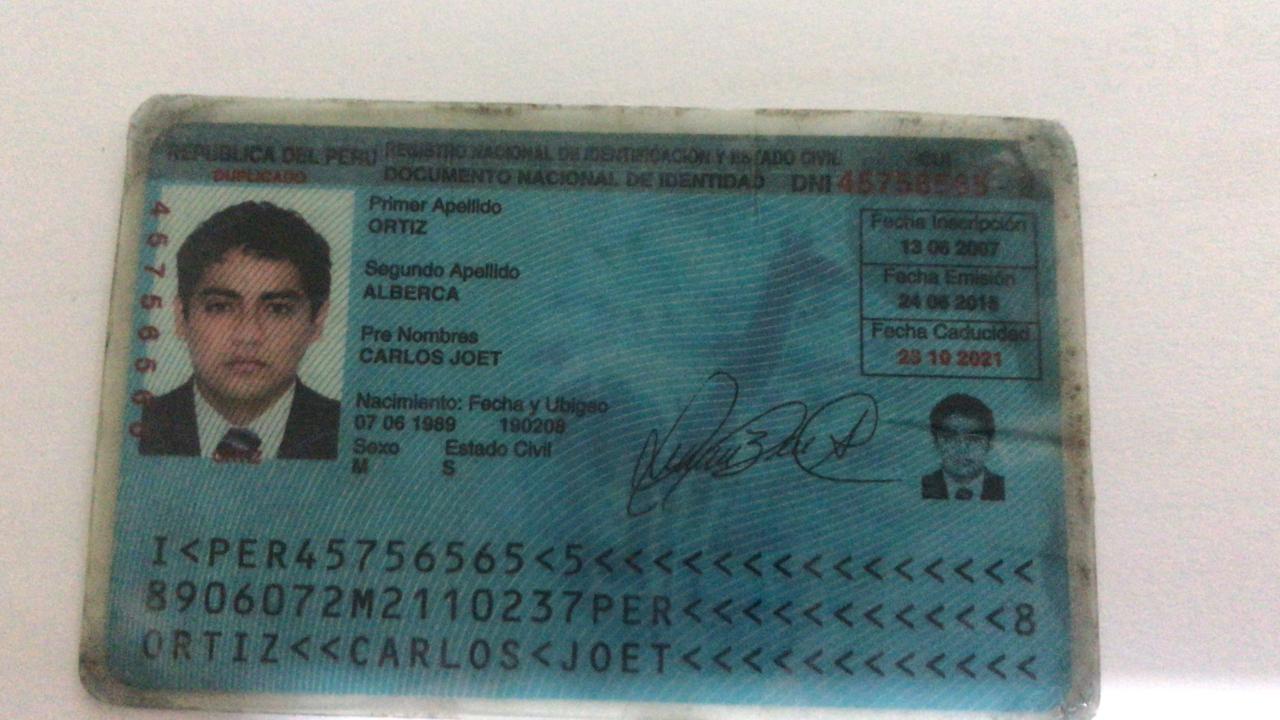 REPUBLICA DEL PERU REGISTRO NACIONAL DE IDENTIFICACIÓN Y ESTADO CIVIL CUI
DUPLICADO DOCUMENTO NACIONAL DE IDENTIDAD DNI 45756565
Primer Apellido
ORTIZ
Segundo Apellido
ALBERCA
Pre Nombres
CARLOS JOET
Nacimiento: Fecha y Ubigeo
07 06 1989 190208
Sexo Estado Civil
M S
Fecha Inscripción
13 06 2007
Fecha Emisión
24 06 2015
Fecha Caducidad
23 10 2021
ORTIZ
I<PER45756565<5<<<<<<<<<<<<<<<
8906072M2110237PER<<<<<<<<<<<8
ORTIZ<<CARLOS<JOET<<<<<<<<<<<<